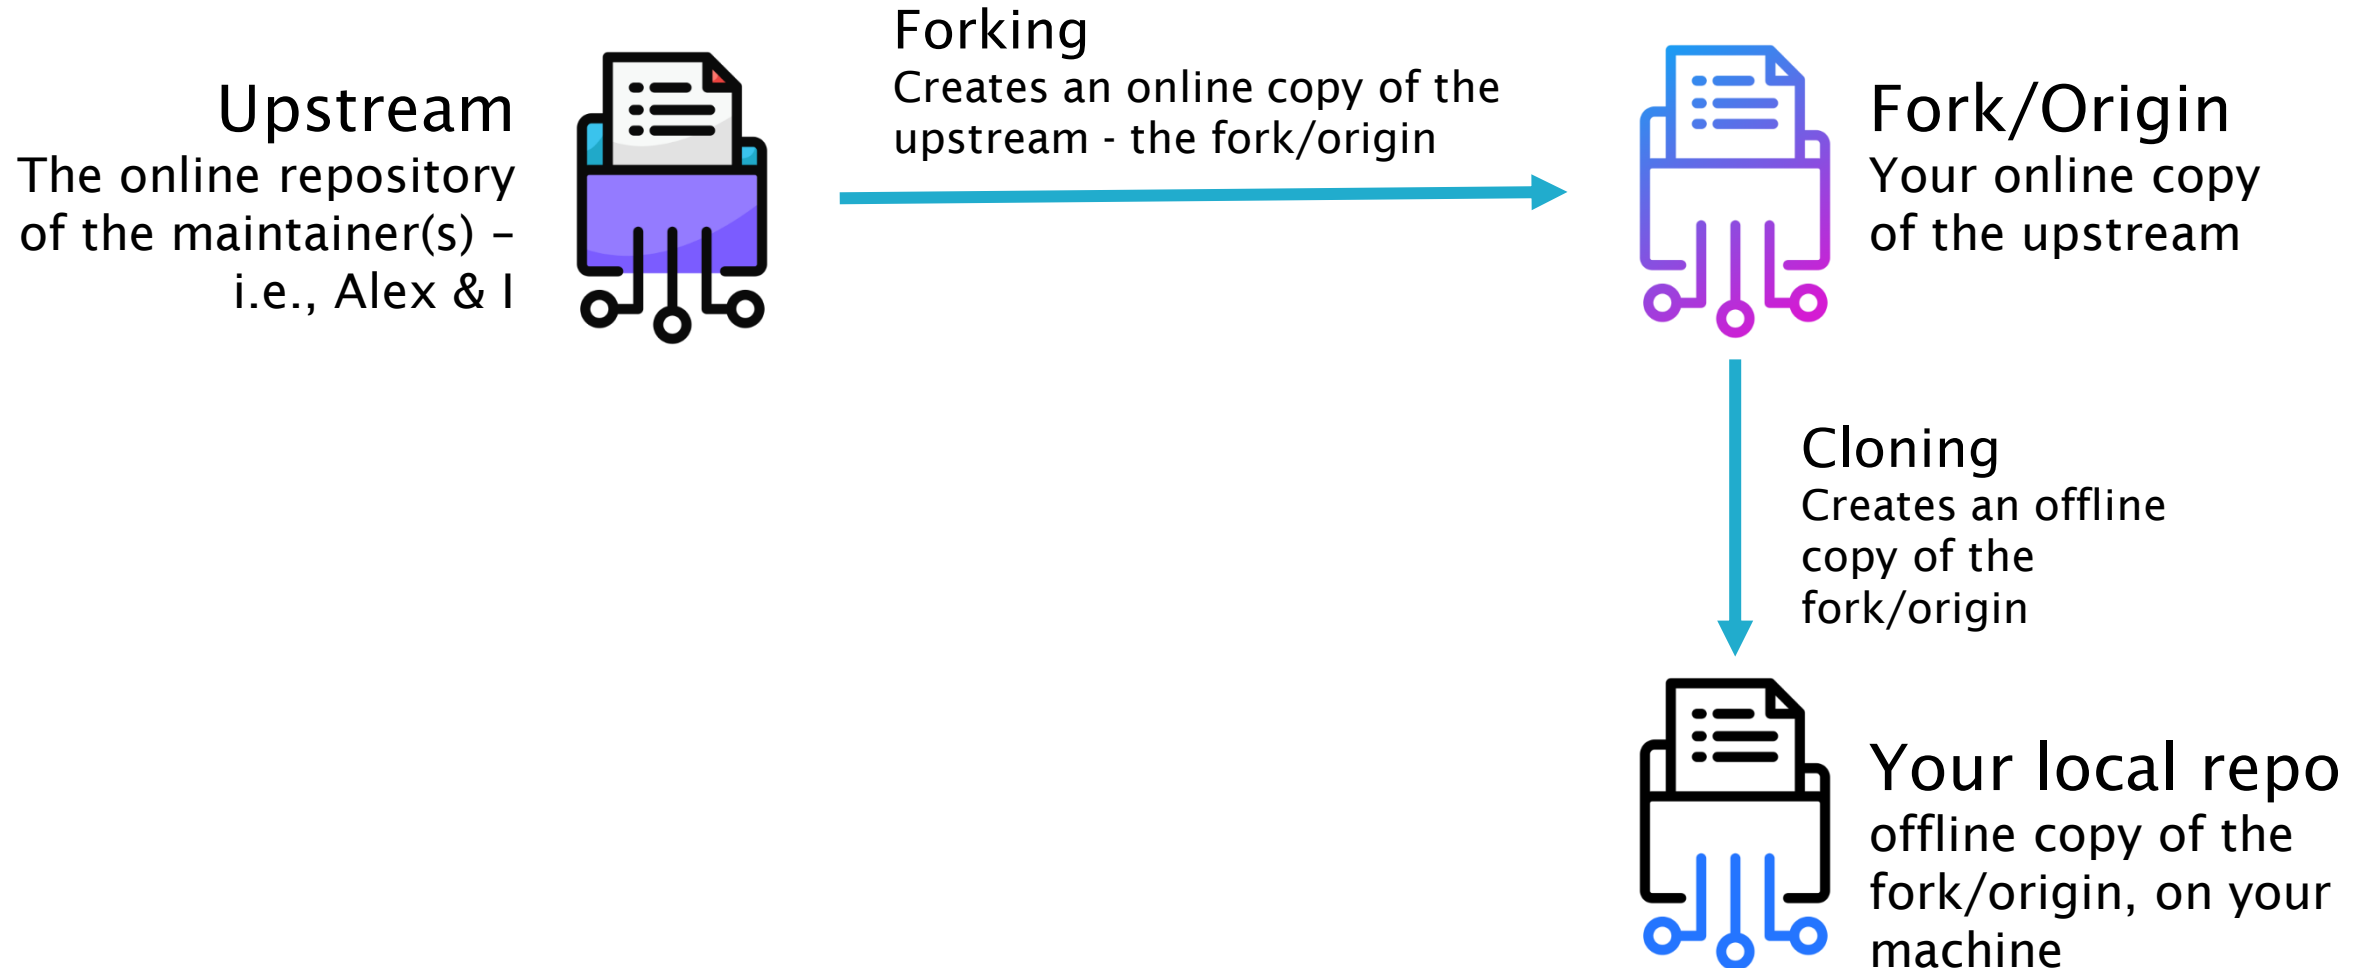 Upstream
The online repository
of the maintainer(s) –
i.e., Alex & I
Forking
Creates an online copy of the
upstream - the fork/origin
Fork/Origin
Your online copy
of the upstream
Cloning
Creates an offline
copy of the
fork/origin
Your local repo
offline copy of the
fork/origin, on your
machine